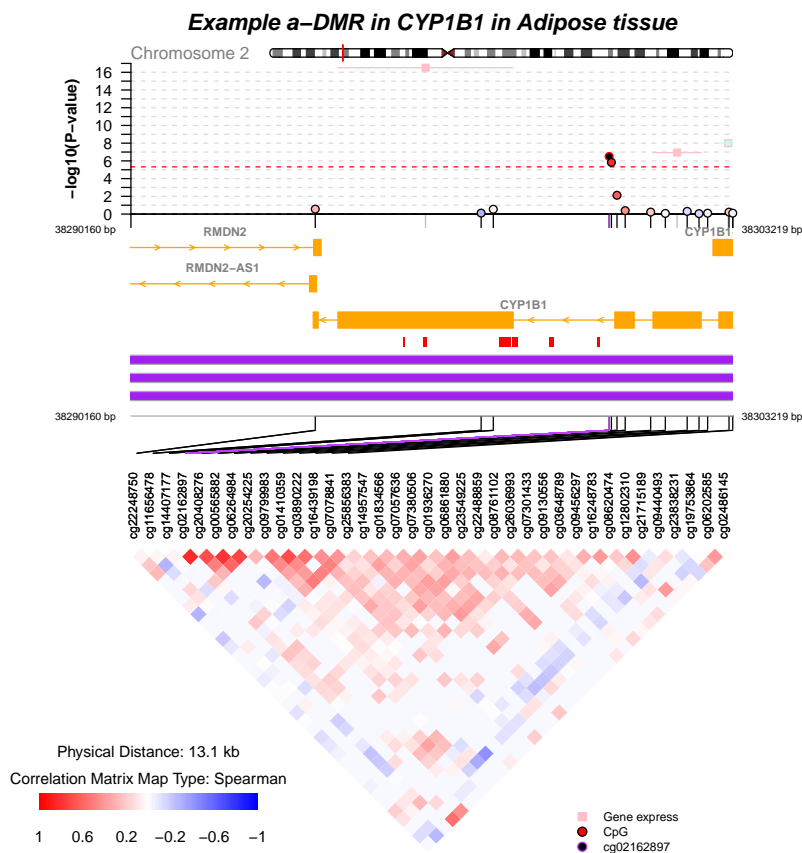 Example a–DMR in CYP1B1 in Adipose tissue
Chromosome 2
−log10(P−value)
16
14
12
10
8
6
4
2
0
38290160 bp
38303219 bp
RMDN2
CYP1B1
RMDN2−AS1
CYP1B1
38290160 bp
38303219 bp
cg22248750
cg11656478
cg14407177
cg02162897
cg20408276
cg00565882
cg06264984
cg20254225
cg09799983
cg01410359
cg03890222
cg16439198
cg07078841
cg25856383
cg14957547
cg01834566
cg07057636
cg07380506
cg01936270
cg06861880
cg23549225
cg22488859
cg08761102
cg26036993
cg07301433
cg09130556
cg03648789
cg09456297
cg16248783
cg08620474
cg12802310
cg21715189
cg09440493
cg23838231
cg19753864
cg06202585
cg02486145
Physical Distance: 13.1 kb
Correlation Matrix Map Type: Spearman
1 0.6 0.2 −0.2 −0.6 −1
Gene express
CpG
cg02162897